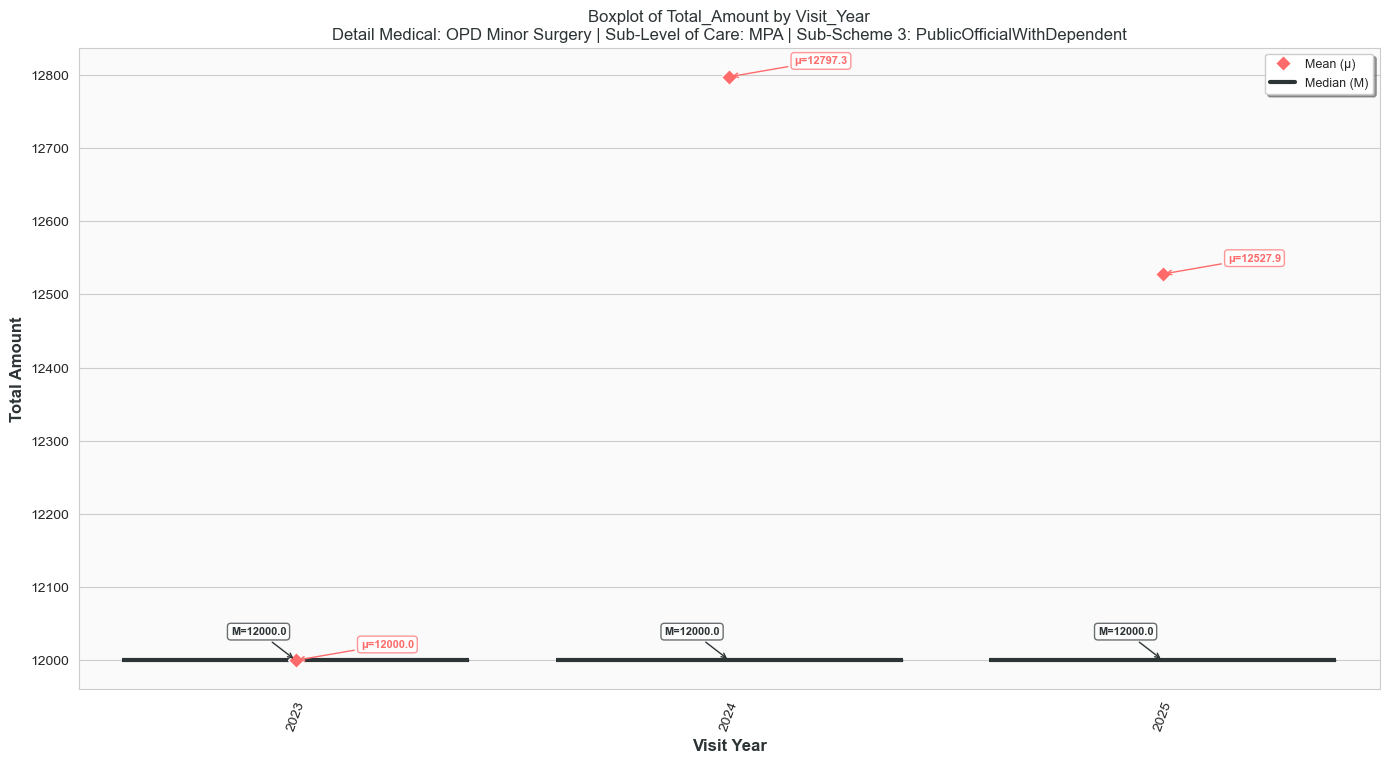 Boxplot of Total_Amount by Visit_Year
Detail Medical: OPD Minor Surgery | Sub-Level of Care: MPA | Sub-Scheme 3: PublicOfficialWithDependent
Mean (μ)
Median (M)
Total Amount
12800
12700
12600
12500
12400
12300
12200
12100
12000
μ=12797.3
μ=12527.9
M=12000.0
μ=12000.0
M=12000.0
M=12000.0
2023
2024
2025
Visit Year